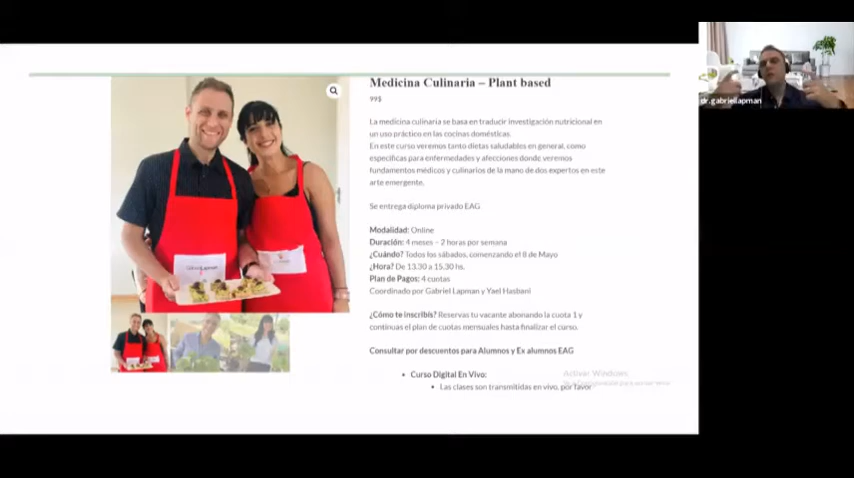 Medicina Culinaria – Plant based
99$
La medicina culinaria se basa en traducir investigación nutricional en
un uso práctico en las cocinas domésticas.
En este curso veremos tanto dietas saludables en general, como
específicas para enfermedades y afecciones donde veremos
fundamentos médicos y culinarios de la mano de dos expertos en este
arte emergente.
Se entrega diploma privado EAG
Modalidad: Online
Duración: 4 meses – 2 horas por semana
¿Cuándo? Todos los sábados, comenzando el 8 de Mayo
¿Hora? De 13.30 a 15.30 hs.
Plan de Pagos: 4 cuotas
Coordinado por Gabriel Lapman y Yael Hasbani
¿Cómo te inscribís? Reservas tu vacante abonando la cuota 1 y
continuas el plan de cuotas mensuales hasta finalizar el curso.
Consultar por descuentos para Alumnos y Ex alumnos EAG
Curso Digital En Vivo:
Las clases son transmitidas en vivo, por favor
Activar Windows
dr.gabriellapman
Lapman